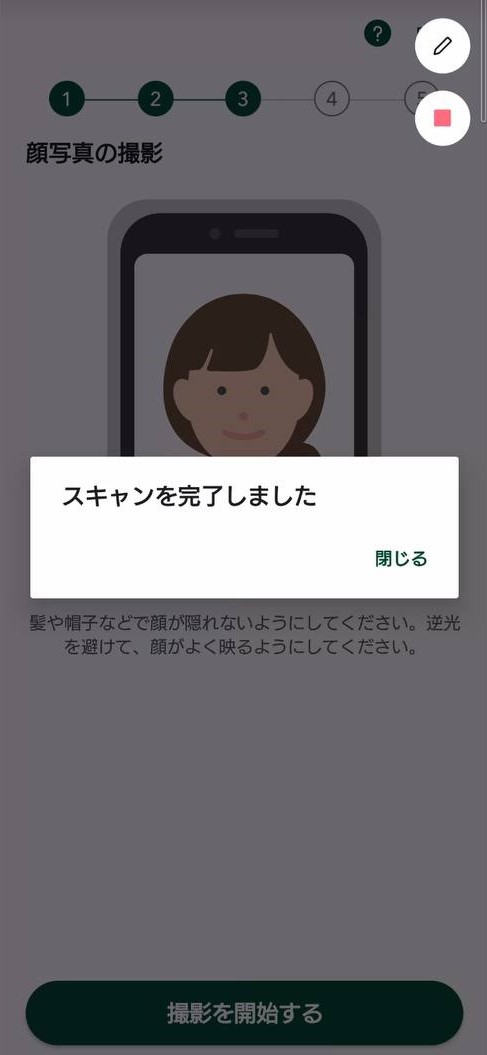 ?
1 2 3 4 5
顔写真の撮影
スキャンを完了しました
閉じる
髪や帽子などで顔が隠れないようにしてください。逆光
を避けて、顔がよく映るようにしてください。
撮影を開始する